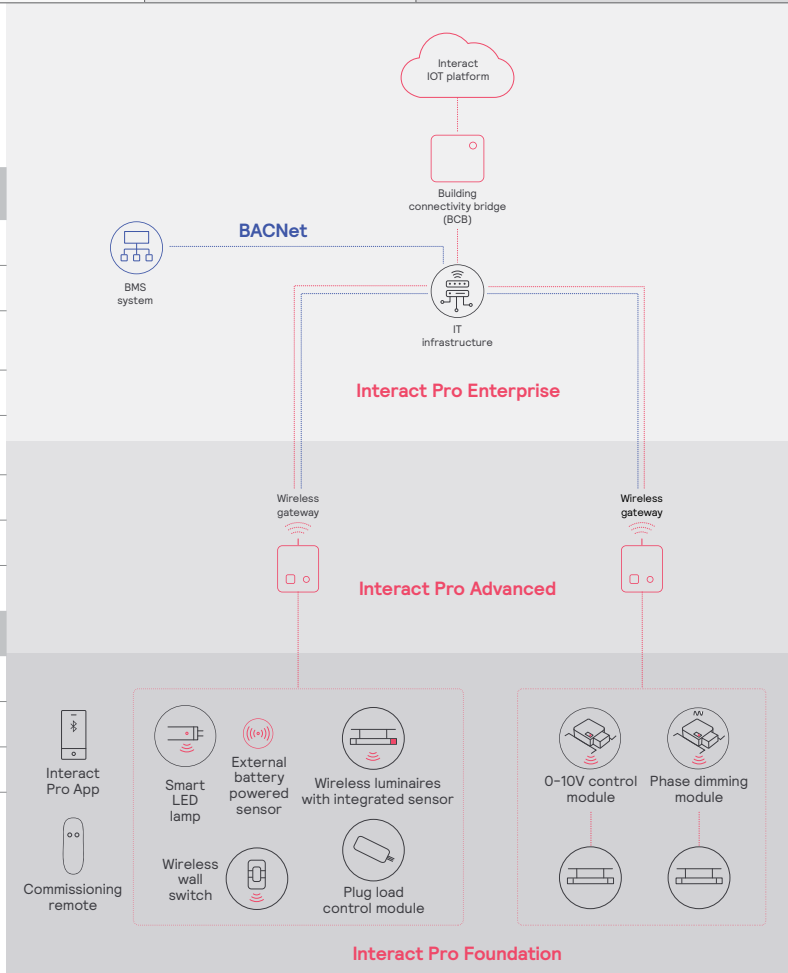 Interact
IOT platform
Building
connectivity bridge
(BCB)
BACNet
BMS
system
IT
infrastructure
Interact Pro Enterprise
Wireless
gateway
Wireless
gateway
Interact Pro Advanced
Interact
Pro App
Commissioning
remote
Smart
LED
lamp
External
battery
powered
sensor
Wireless luminaires
with integrated sensor
Wireless
wall
switch
Plug load
control module
0-10V control
module
Phase dimming
module
Interact Pro Foundation